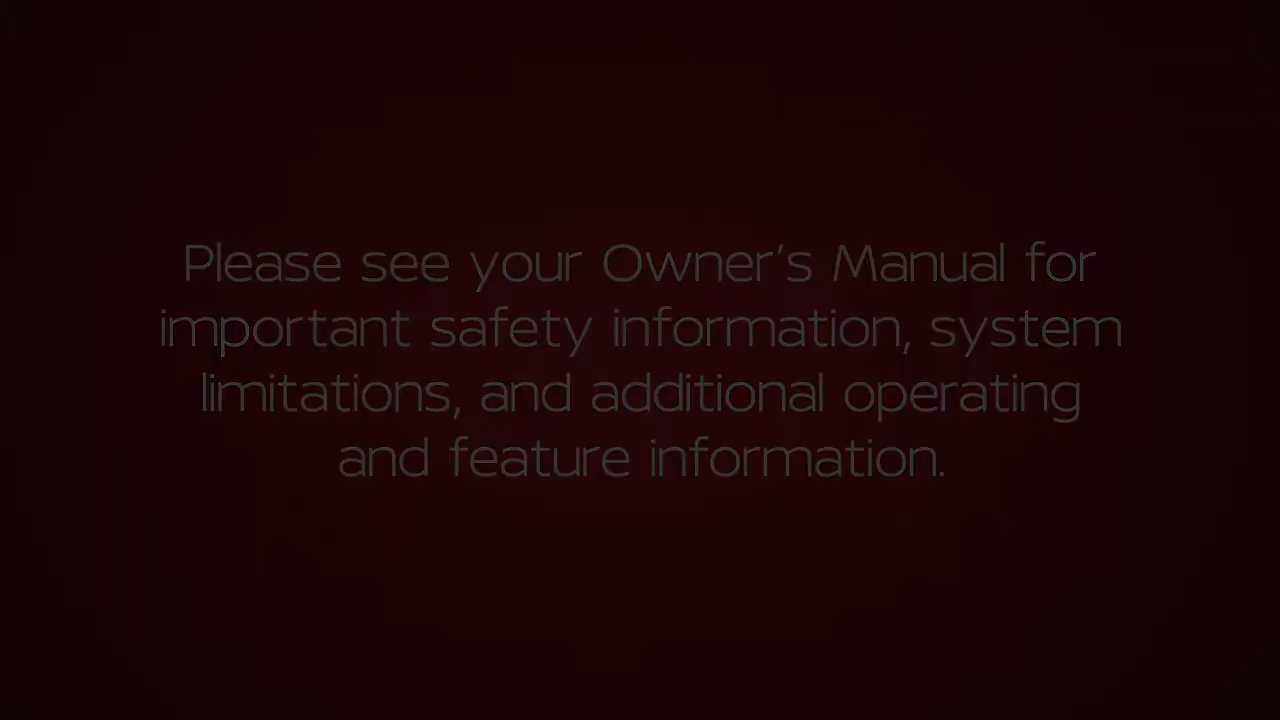 Please see your Owner’s Manual for
important safety information, system
limitations, and additional operating
and feature information.